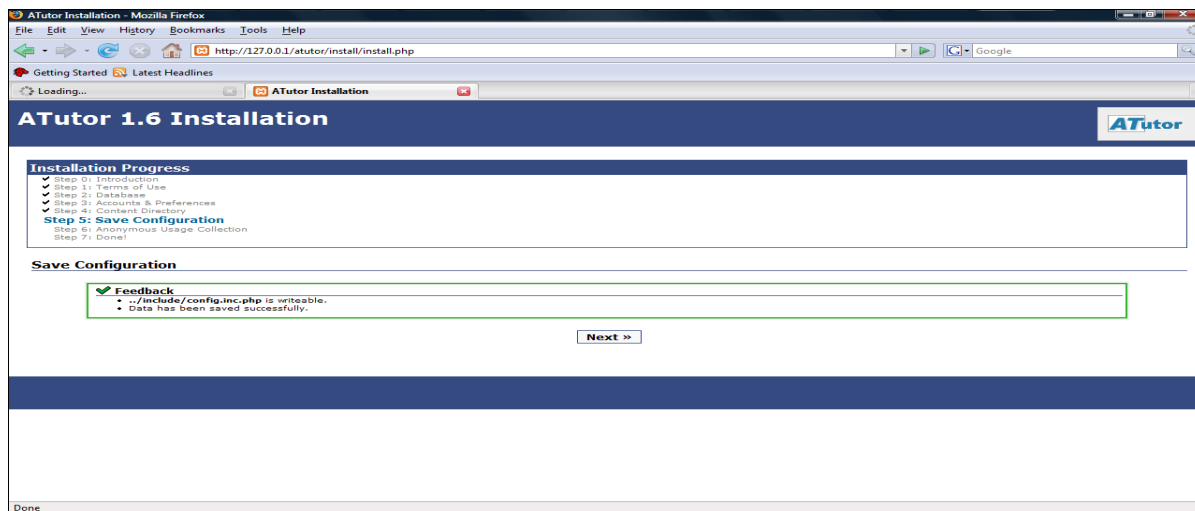 ATutor Installation - Mozilla Firefox
File Edit View History Bookmarks Tools Help
http://127.0.0.1/atutor/install/install.php
Google
Getting Started Latest Headlines
Loading... ATutor Installation
ATutor 1.6 Installation
ATutor
Installation Progress
Step 0: Introduction
Step 1: Terms of Use
Step 2: Database
Step 3: Accounts & Preferences
Step 4: Content Directory
Step 5: Save Configuration
Step 6: Anonymous Usage Collection
Step 7: Done!
Save Configuration
Feedback
• ../include/config.inc.php is writeable.
• Data has been saved successfully.
Next »
Done